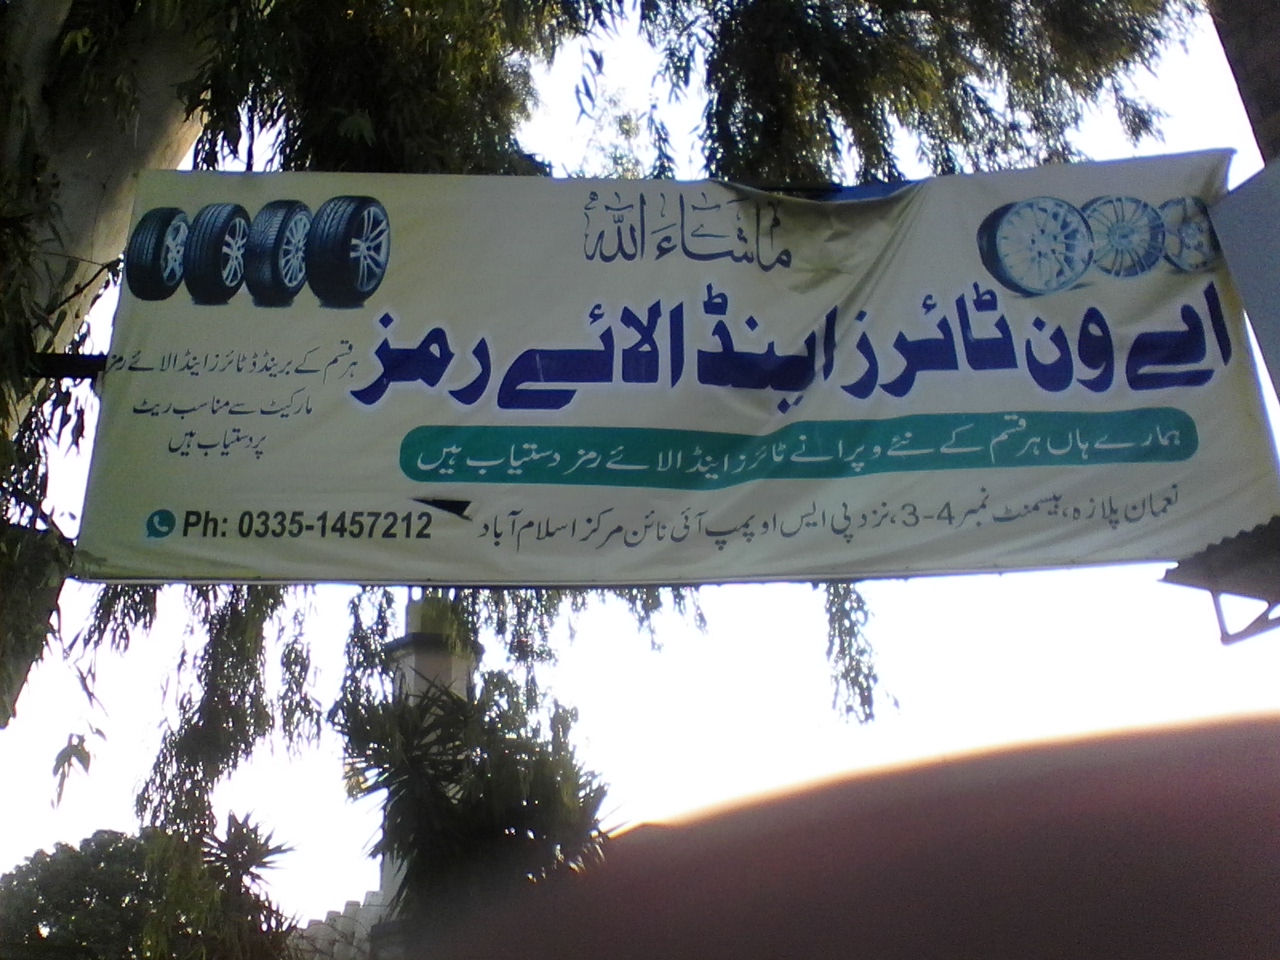 ماشاءاللہ
اے ون ٹائرز اینڈ الائے رمز
ہر قسم کے برینڈڈ ٹائرز اینڈ الائے رمز
مارکیٹ سے مناسب ریٹ
پر دستیاب ہیں
ہمارے ہاں ہر قسم کے نئے و پرانے ٹائرز اینڈ الائے رمز دستیاب ہیں
نعمان پلازہ، بیسمنٹ نمبر 4-3، نزد پی ایس او پمپ آئی نائن مرکز اسلام آباد
Ph: 0335-1457212